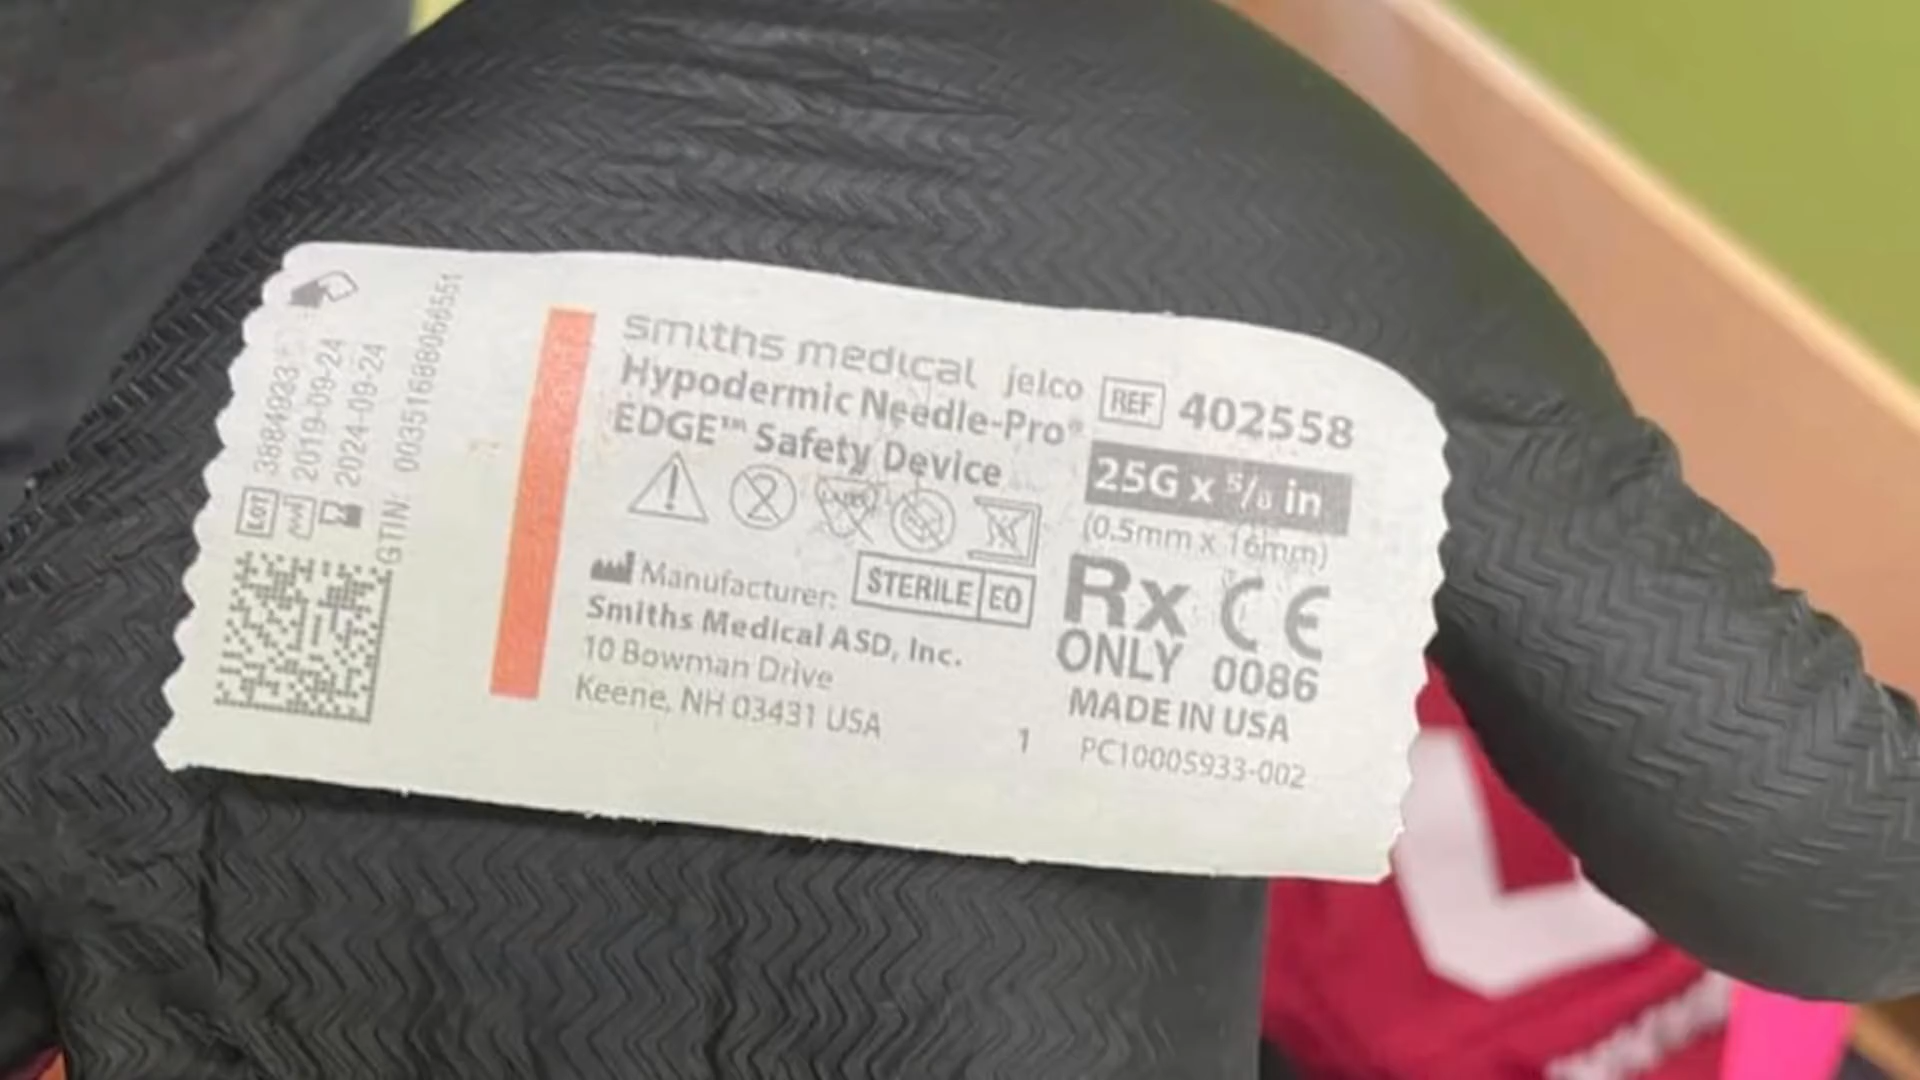 LOT 3884923
2019-09-24
2024-09-24
GTIN: 00351688066551
smiths medical jelco
Hypodermic Needle-Pro®
EDGE™ Safety Device
REF 402558
25G x 5/8 in
(0.5mm x 16mm)
Manufacturer:
STERILE EO
Smiths Medical ASD, Inc.
10 Bowman Drive
Keene, NH 03431 USA
Rx CE
ONLY 0086
MADE IN USA
1 PC10005933-002